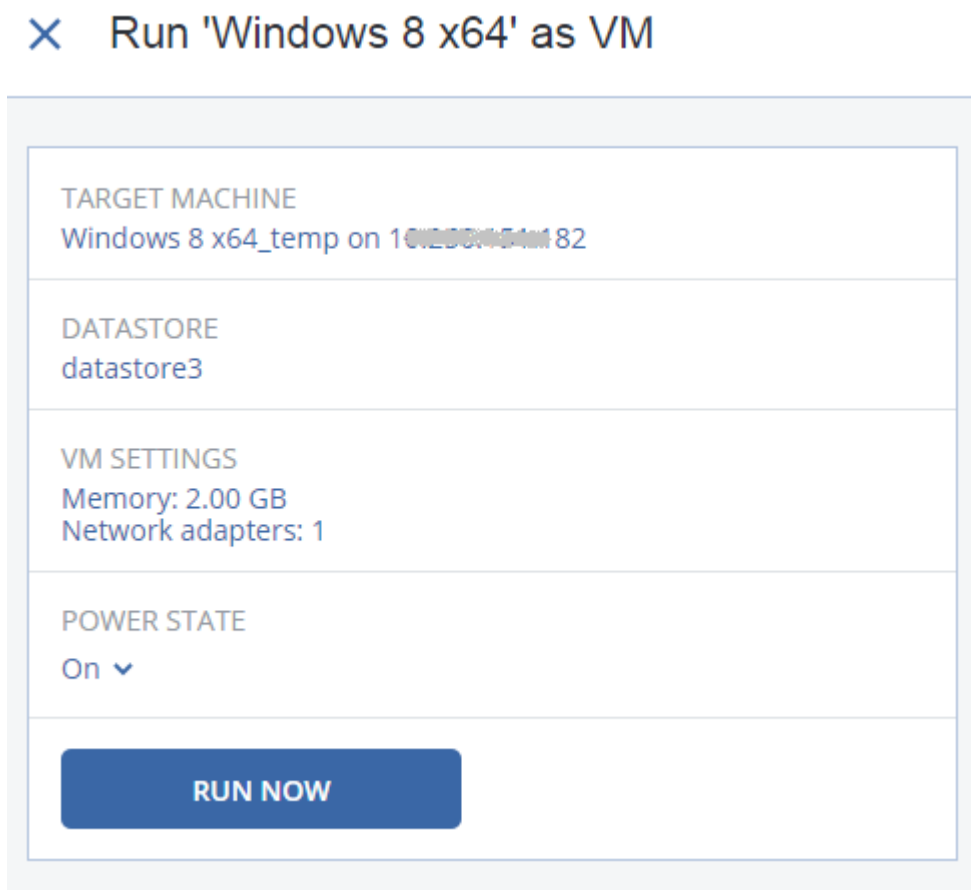 Run 'Windows 8 x64' as VM
TARGET MACHINE
Windows 8 x64_temp on 182
DATASTORE
datastore3
VM SETTINGS
Memory: 2.00 GB
Network adapters: 1
POWER STATE
On
RUN NOW